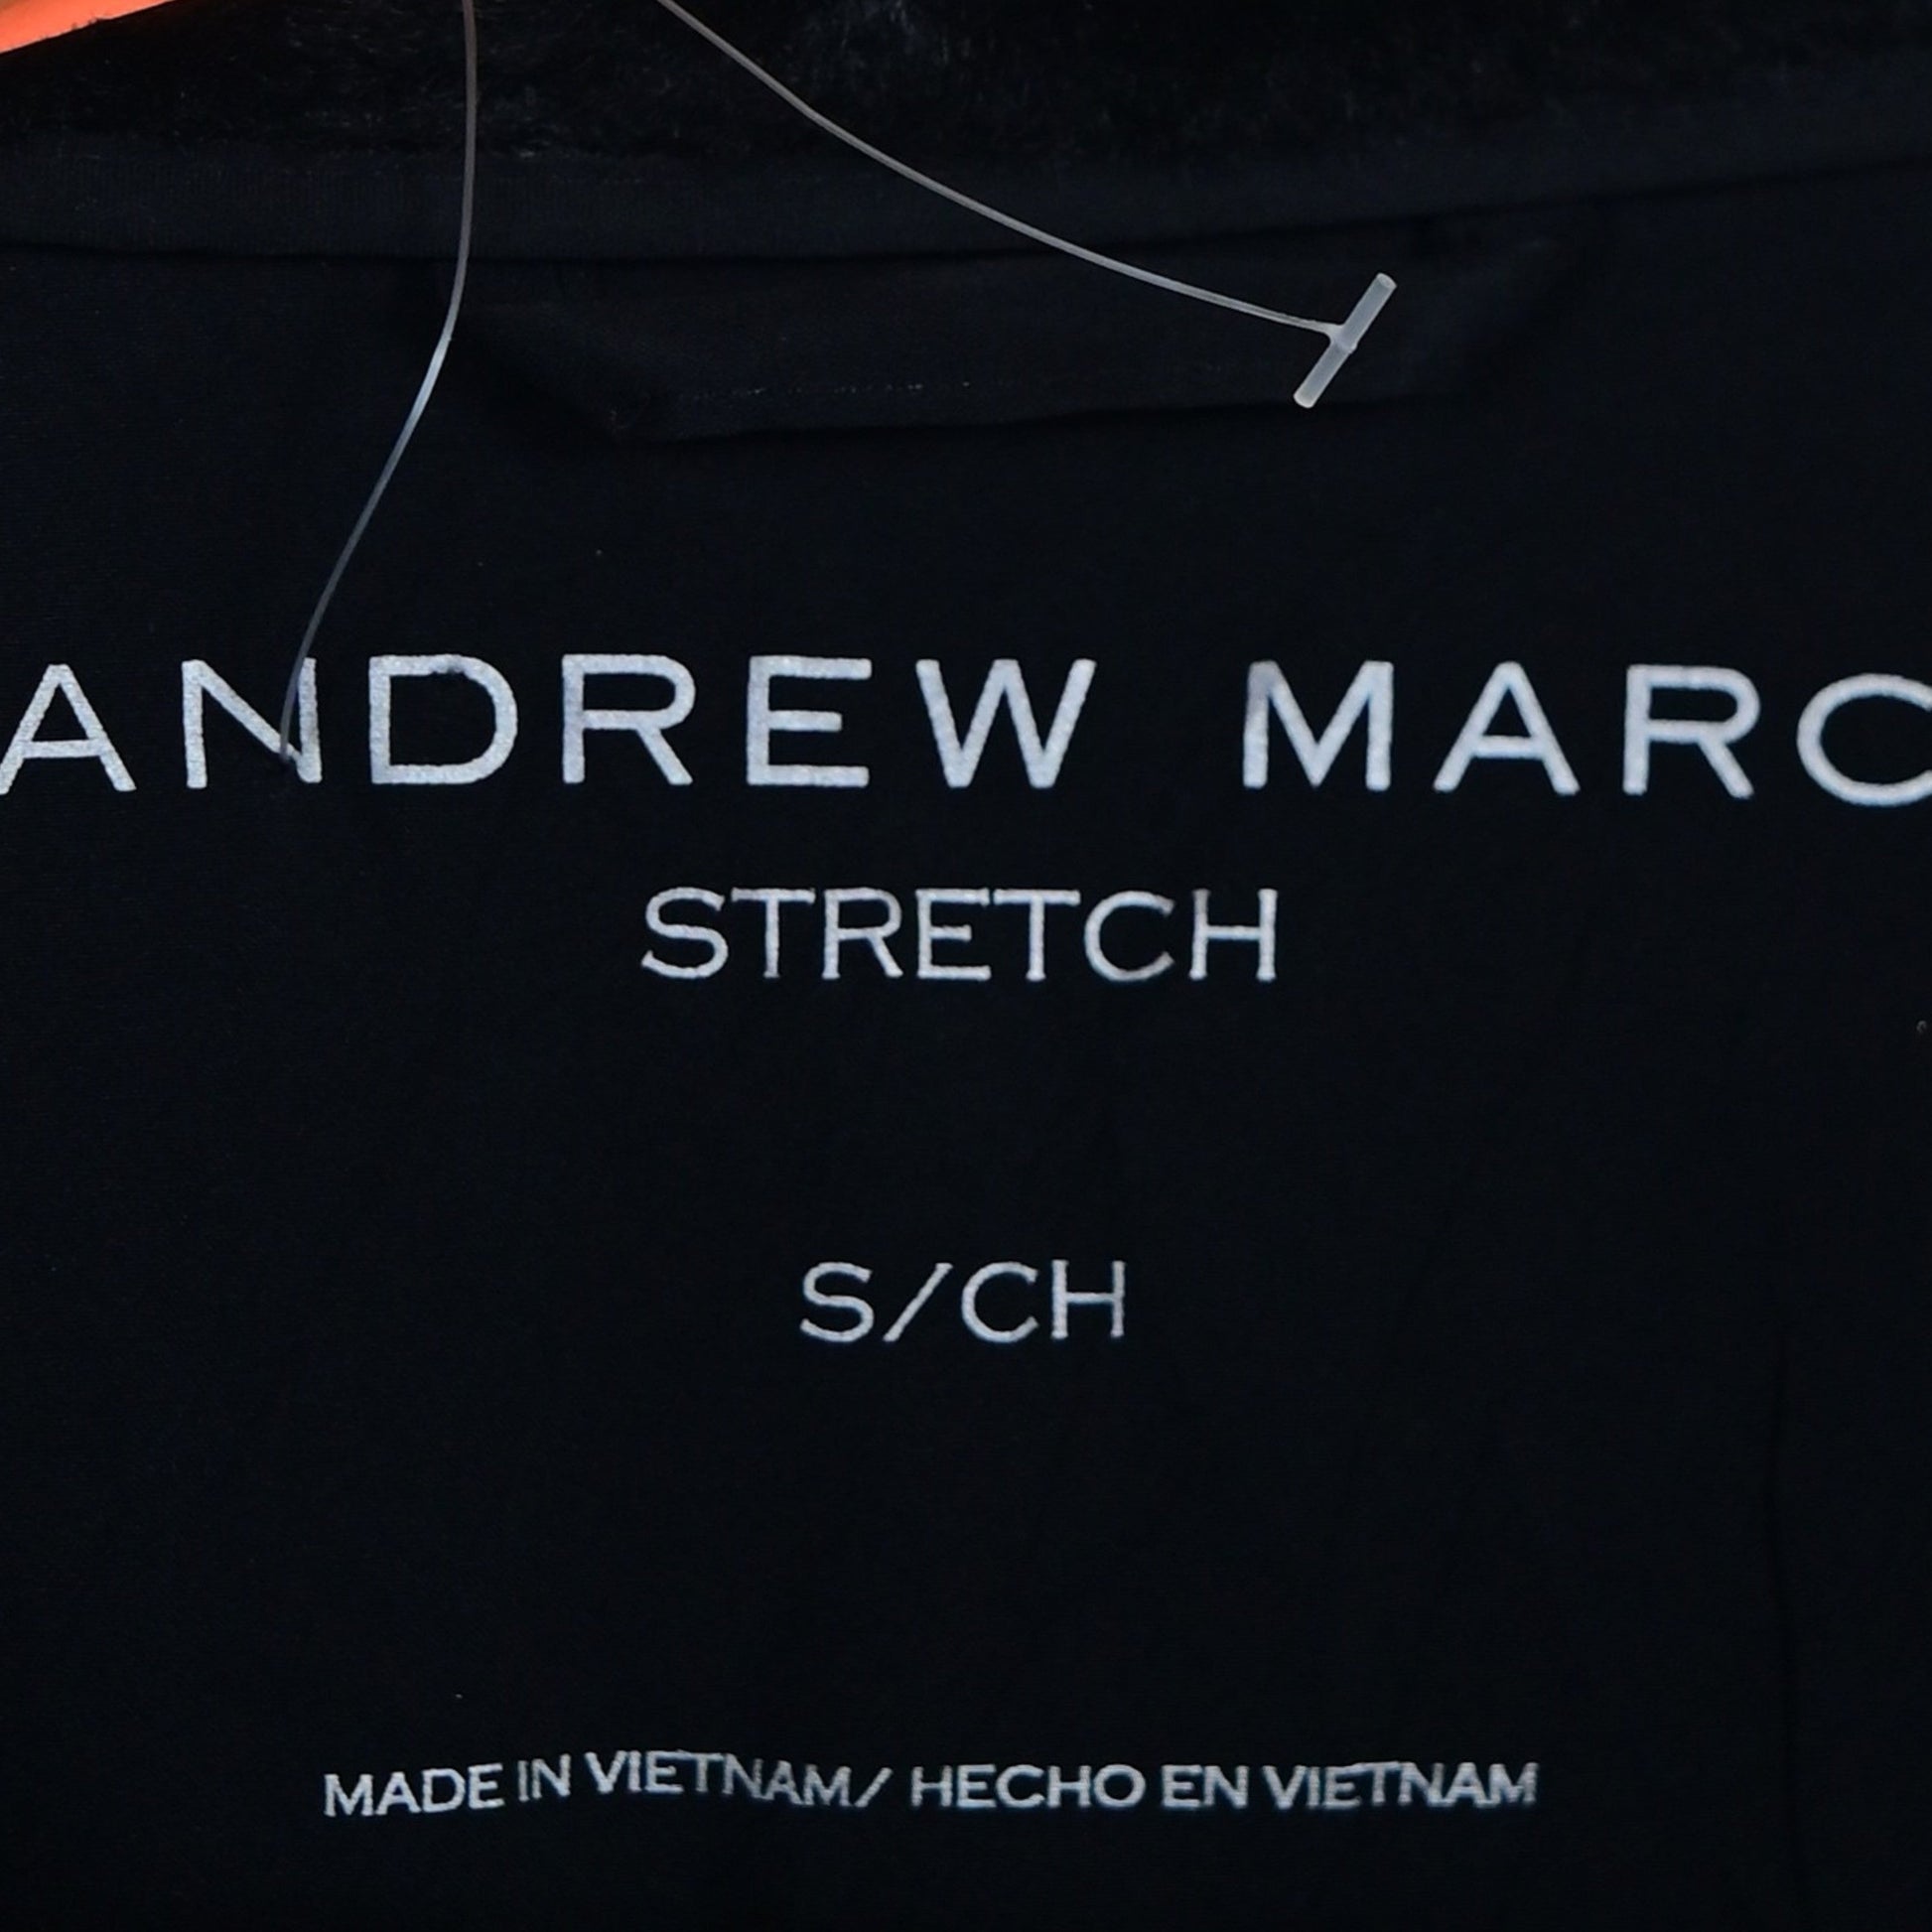 ANDREW MARC
STRETCH
S/CH
MADE IN VIETNAM/ HECHO EN VIETNAM